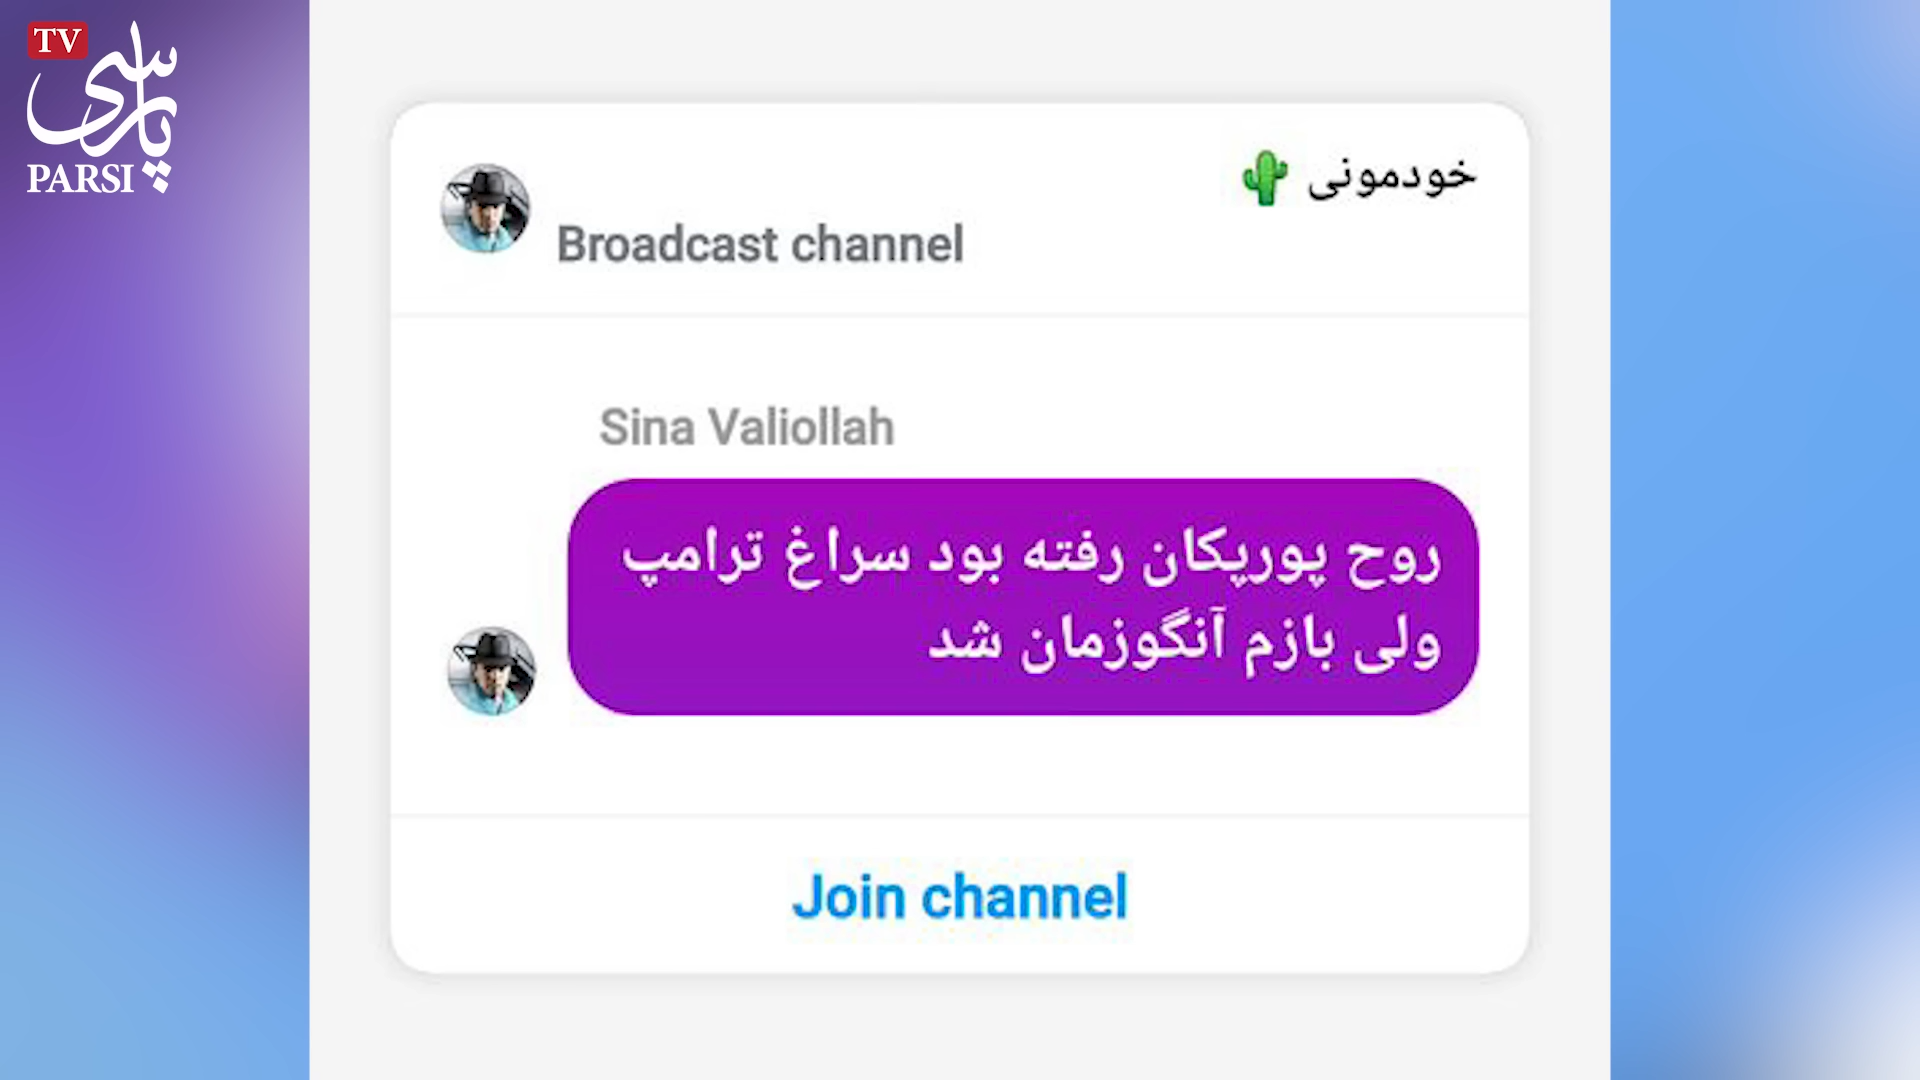 TV
پارسی
PARSI
خودمونی 🌵
Broadcast channel
Sina Valiollah
روح پوریکان رفته بود سراغ ترامپ
ولی بازم آنگوزمان شد
Join channel